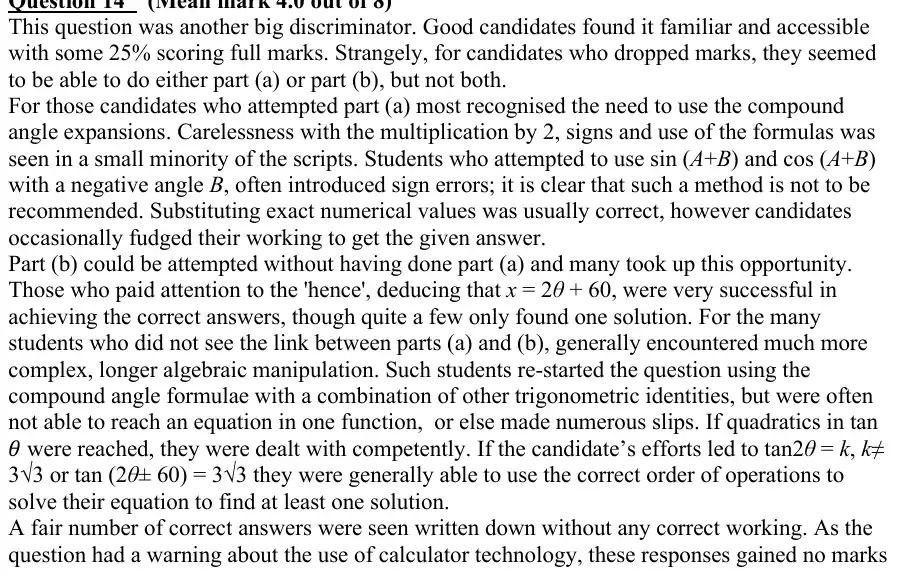 Question 14 (Mean mark 4.0 out of 8)
This question was another big discriminator. Good candidates found it familiar and accessible
with some 25% scoring full marks. Strangely, for candidates who dropped marks, they seemed
to be able to do either part (a) or part (b), but not both.
For those candidates who attempted part (a) most recognised the need to use the compound
angle expansions. Carelessness with the multiplication by 2, signs and use of the formulas was
seen in a small minority of the scripts. Students who attempted to use sin (A+B) and cos (A+B)
with a negative angle B, often introduced sign errors; it is clear that such a method is not to be
recommended. Substituting exact numerical values was usually correct, however candidates
occasionally fudged their working to get the given answer.
Part (b) could be attempted without having done part (a) and many took up this opportunity.
Those who paid attention to the 'hence', deducing that x = 2θ + 60, were very successful in
achieving the correct answers, though quite a few only found one solution. For the many
students who did not see the link between parts (a) and (b), generally encountered much more
complex, longer algebraic manipulation. Such students re-started the question using the
compound angle formulae with a combination of other trigonometric identities, but were often
not able to reach an equation in one function, or else made numerous slips. If quadratics in tan
θ were reached, they were dealt with competently. If the candidate’s efforts led to tan2θ = k, k≠
3√3 or tan (2θ± 60) = 3√3 they were generally able to use the correct order of operations to
solve their equation to find at least one solution.
A fair number of correct answers were seen written down without any correct working. As the
question had a warning about the use of calculator technology, these responses gained no marks